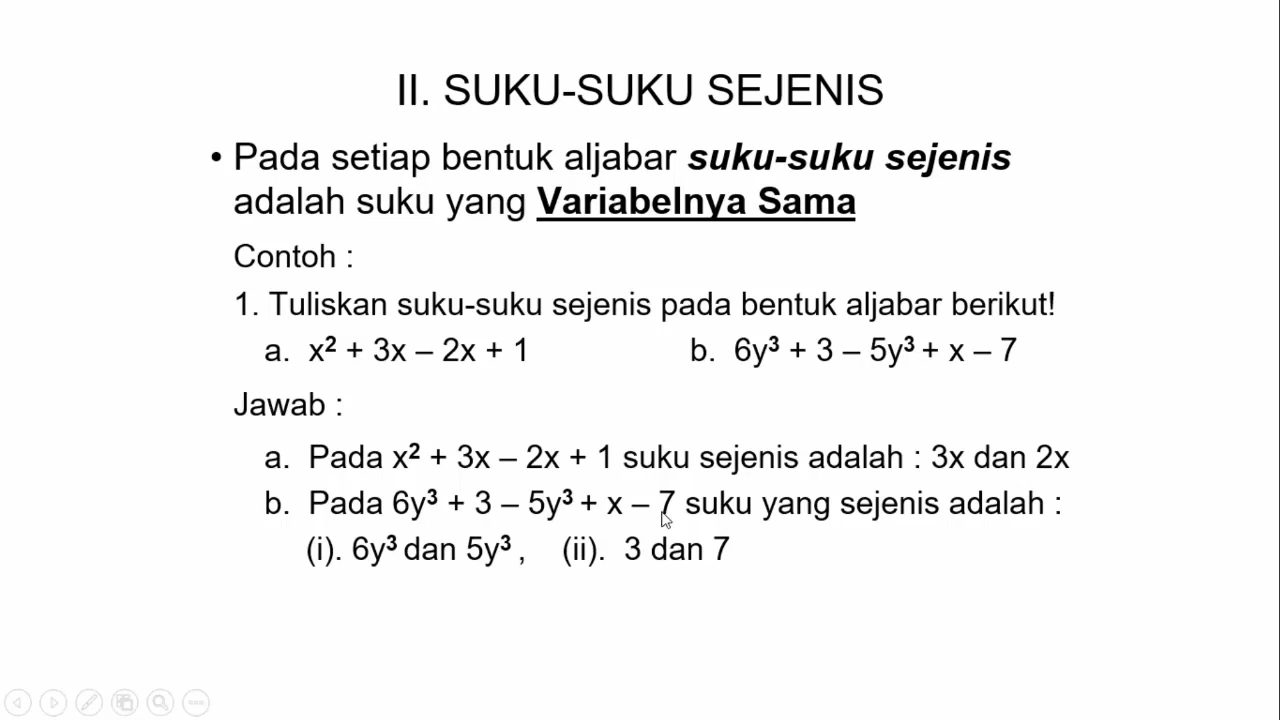 II. SUKU-SUKU SEJENIS
• Pada setiap bentuk aljabar suku-suku sejenis
adalah suku yang Variabelnya Sama
Contoh :
1. Tuliskan suku-suku sejenis pada bentuk aljabar berikut!
a. x² + 3x – 2x + 1 b. 6y³ + 3 – 5y³ + x – 7
Jawab :
a. Pada x² + 3x – 2x + 1 suku sejenis adalah : 3x dan 2x
b. Pada 6y³ + 3 – 5y³ + x – 7 suku yang sejenis adalah :
(i). 6y³ dan 5y³ , (ii). 3 dan 7